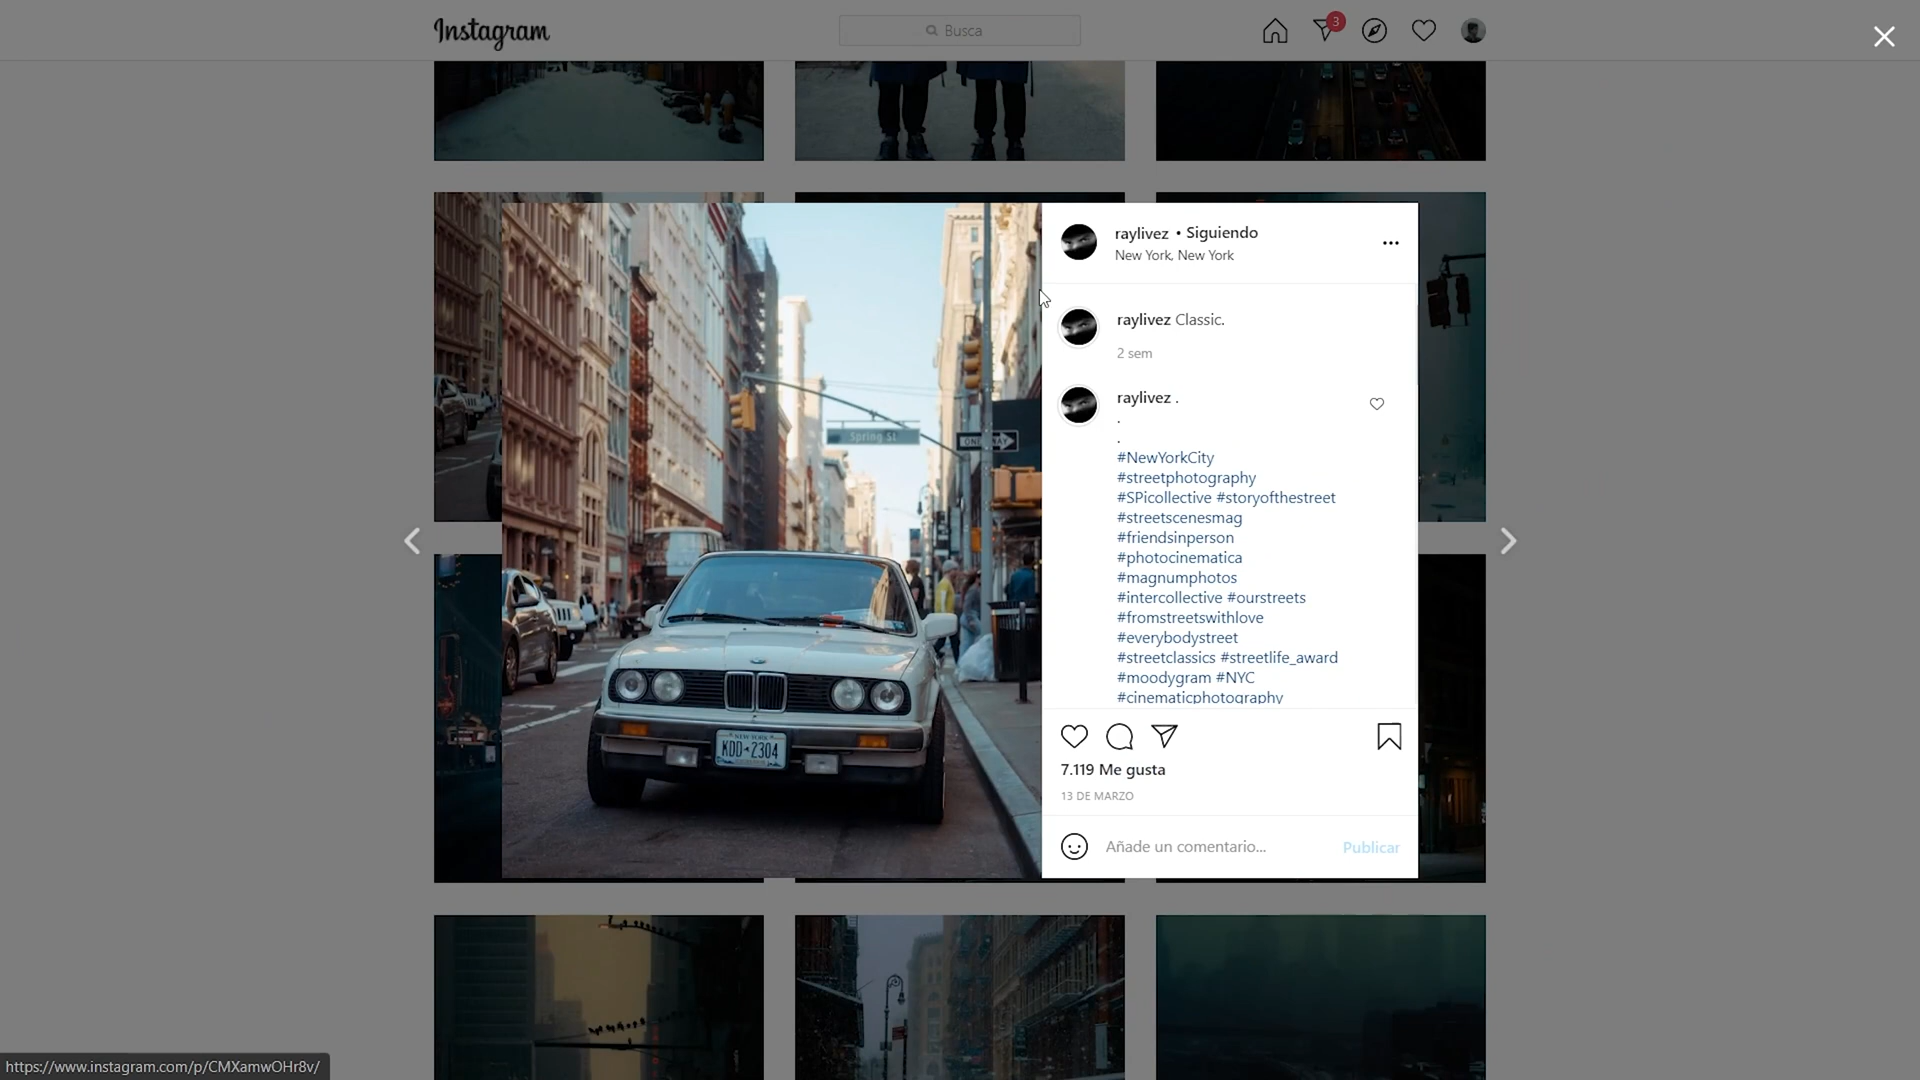 Instagram
Busca
3
raylivez • Siguiendo
New York, New York
raylivez Classic.
2 sem
raylivez .
.
.
#NewYorkCity
#streetphotography
#SPicollective #storyofthestreet
#streetscenesmag
#friendsinperson
#photocinematica
#magnumphotos
#intercollective #ourstreets
#fromstreetswithlove
#everybodystreet
#streetclassics #streetlife_award
#moodygram #NYC
#cinematicphotography
7.119 Me gusta
13 DE MARZO
Añade un comentario...
Publicar
Spring St
ONE WAY
NEW YORK
KDD 2304
https://www.instagram.com/p/CMXamwOHr8v/